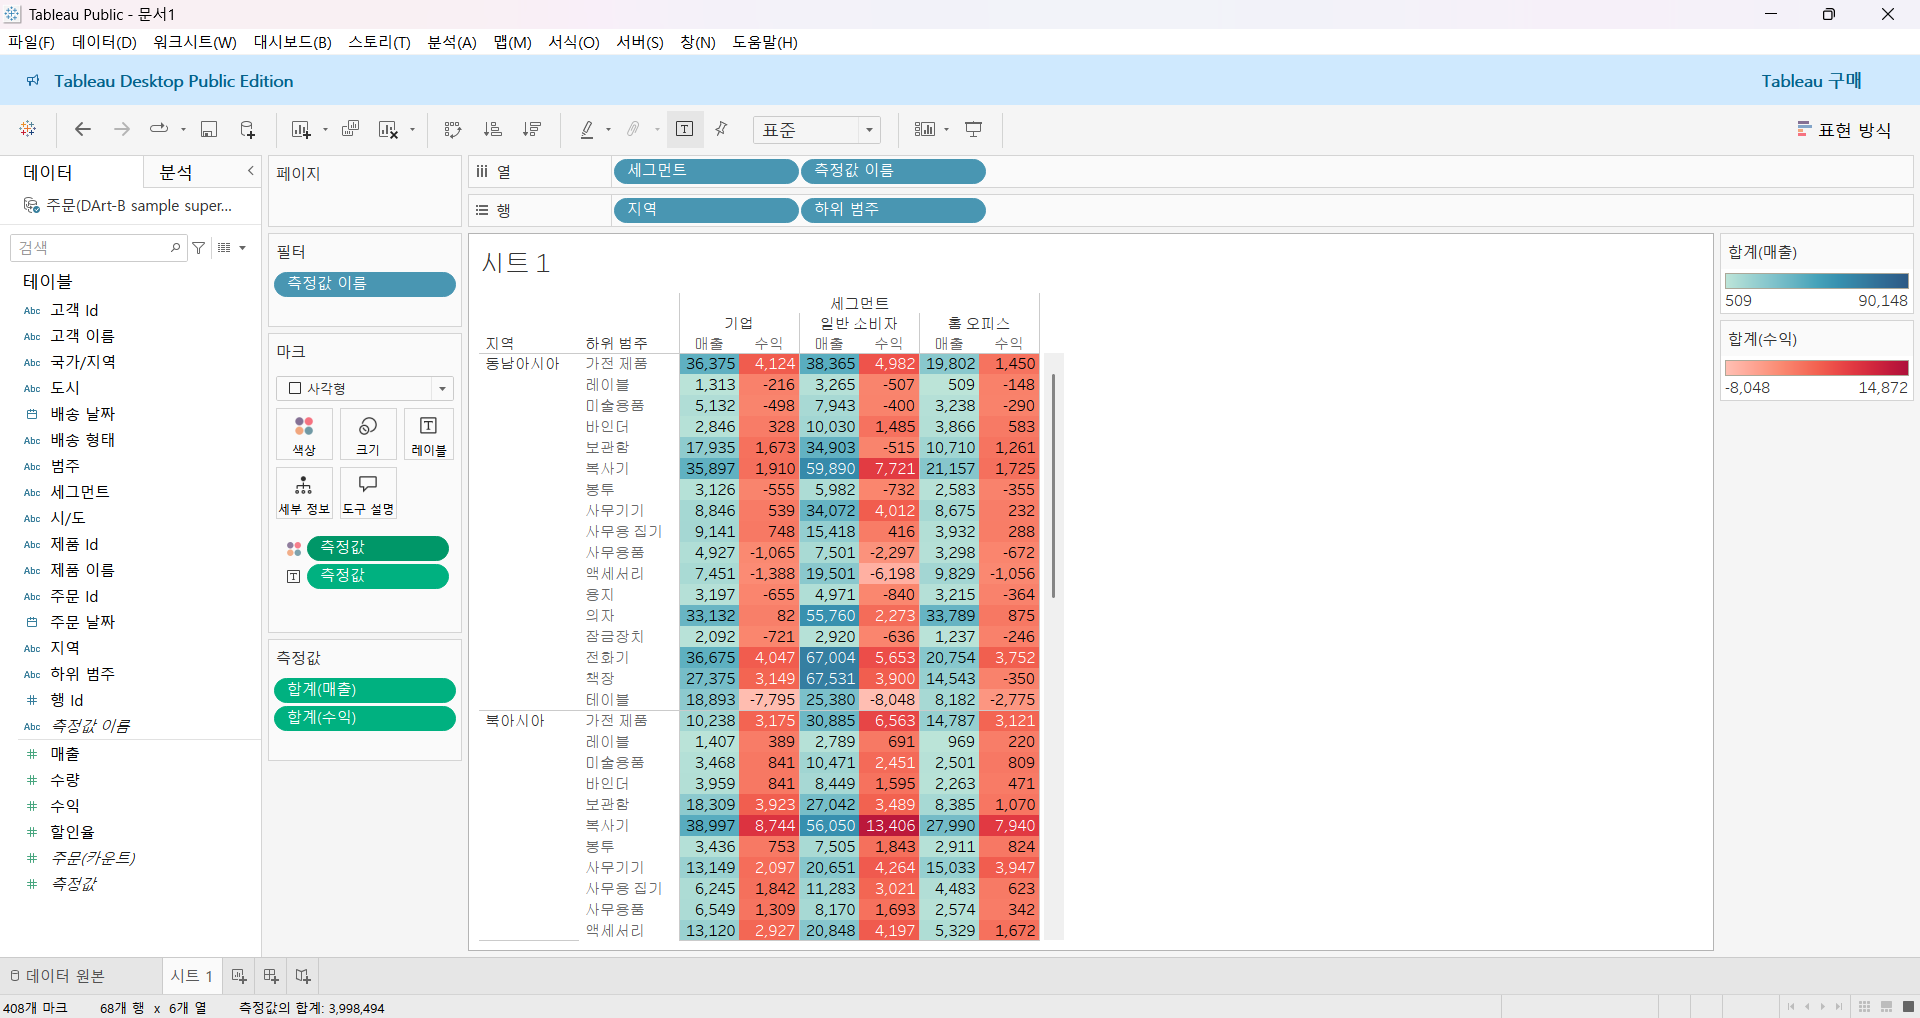 Tableau Public - 문서1
파일(F) 데이터(D) 워크시트(W) 대시보드(B) 스토리(T) 분석(A) 맵(M) 서식(O) 서버(S) 창(N) 도움말(H)
Tableau Desktop Public Edition Tableau 구매
표준 표현 방식
데이터 분석
주문(DArt-B sample super...
검색
테이블
Abc 고객 Id
Abc 고객 이름
Abc 국가/지역
Abc 도시
배송 날짜
Abc 배송 형태
Abc 범주
Abc 세그먼트
Abc 시/도
Abc 제품 Id
Abc 제품 이름
Abc 주문 Id
주문 날짜
Abc 지역
Abc 하위 범주
# 행 Id
Abc 측정값 이름
# 매출
# 수량
# 수익
# 할인율
# 주문(카운트)
# 측정값
페이지
필터
측정값 이름
마크
사각형
색상 크기 레이블
세부 정보 도구 설명
측정값
측정값
측정값
합계(매출)
합계(수익)
열 세그먼트 측정값 이름
행 지역 하위 범주
시트 1
세그먼트
기업 일반 소비자 홈 오피스
지역 하위 범주 매출 수익 매출 수익 매출 수익
동남아시아 가전 제품 36,375 4,124 38,365 4,982 19,802 1,450
레이블 1,313 -216 3,265 -507 509 -148
미술용품 5,132 -498 7,943 -400 3,238 -290
바인더 2,846 328 10,030 1,485 3,866 583
보관함 17,935 1,673 34,903 -515 10,710 1,261
복사기 35,897 1,910 59,890 7,721 21,157 1,725
봉투 3,126 -555 5,982 -732 2,583 -355
사무기기 8,846 539 34,072 4,012 8,675 232
사무용 집기 9,141 748 15,418 416 3,932 288
사무용품 4,927 -1,065 7,501 -2,297 3,298 -672
액세서리 7,451 -1,388 19,501 -6,198 9,829 -1,056
용지 3,197 -655 4,971 -840 3,215 -364
의자 33,132 82 55,760 2,273 33,789 875
잠금장치 2,092 -721 2,920 -636 1,237 -246
전화기 36,675 4,047 67,004 5,653 20,754 3,752
책장 27,375 3,149 67,531 3,900 14,543 -350
테이블 18,893 -7,795 25,380 -8,048 8,182 -2,775
북아시아 가전 제품 10,238 3,175 30,885 6,563 14,787 3,121
레이블 1,407 389 2,789 691 969 220
미술용품 3,468 841 10,471 2,451 2,501 809
바인더 3,959 841 8,449 1,595 2,263 471
보관함 18,309 3,923 27,042 3,489 8,385 1,070
복사기 38,997 8,744 56,050 13,406 27,990 7,940
봉투 3,436 753 7,505 1,843 2,911 824
사무기기 13,149 2,097 20,651 4,264 15,033 3,947
사무용 집기 6,245 1,842 11,283 3,021 4,483 623
사무용품 6,549 1,309 8,170 1,693 2,574 342
액세서리 13,120 2,927 20,848 4,197 5,329 1,672
합계(매출)
509 90,148
합계(수익)
-8,048 14,872
데이터 원본 시트 1
408개 마크 68개 행 x 6개 열 측정값의 합계: 3,998,494